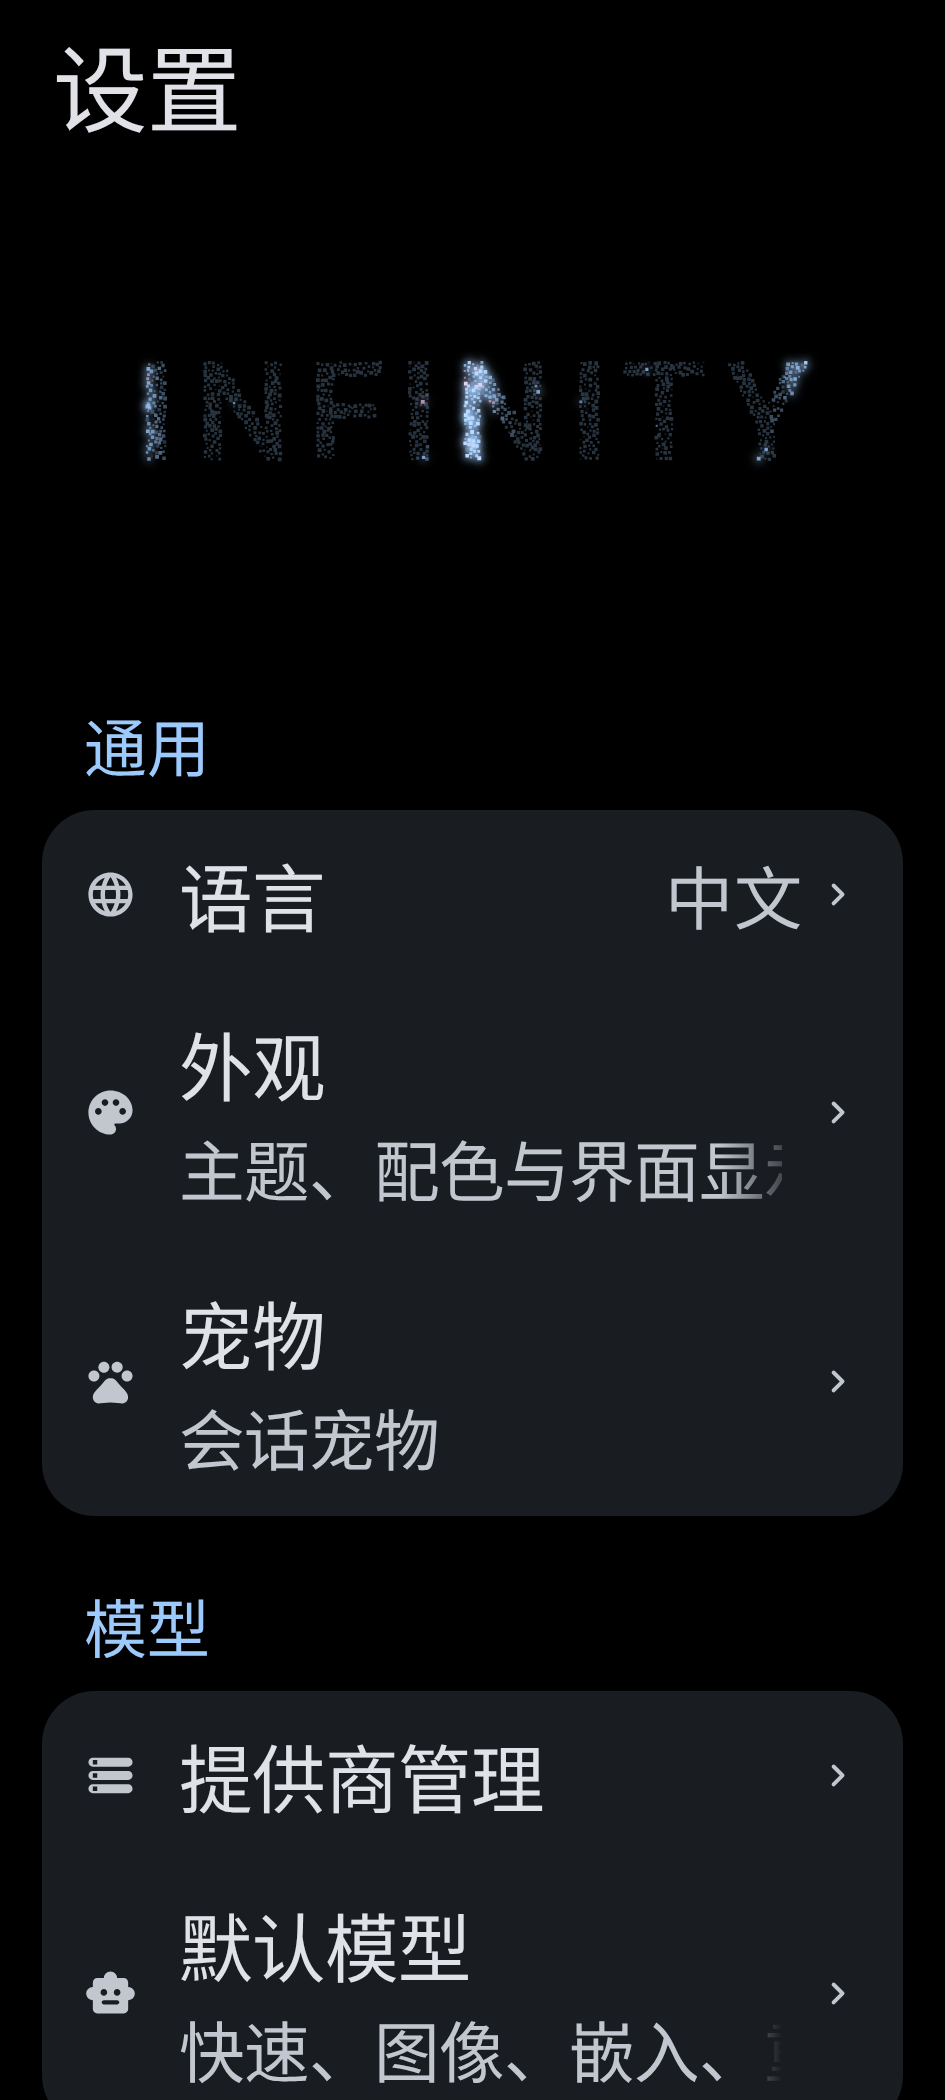 设置
INFINITY
通用
语言 中文
外观
主题、配色与界面显
宠物
会话宠物
模型
提供商管理
默认模型
快速、图像、嵌入、